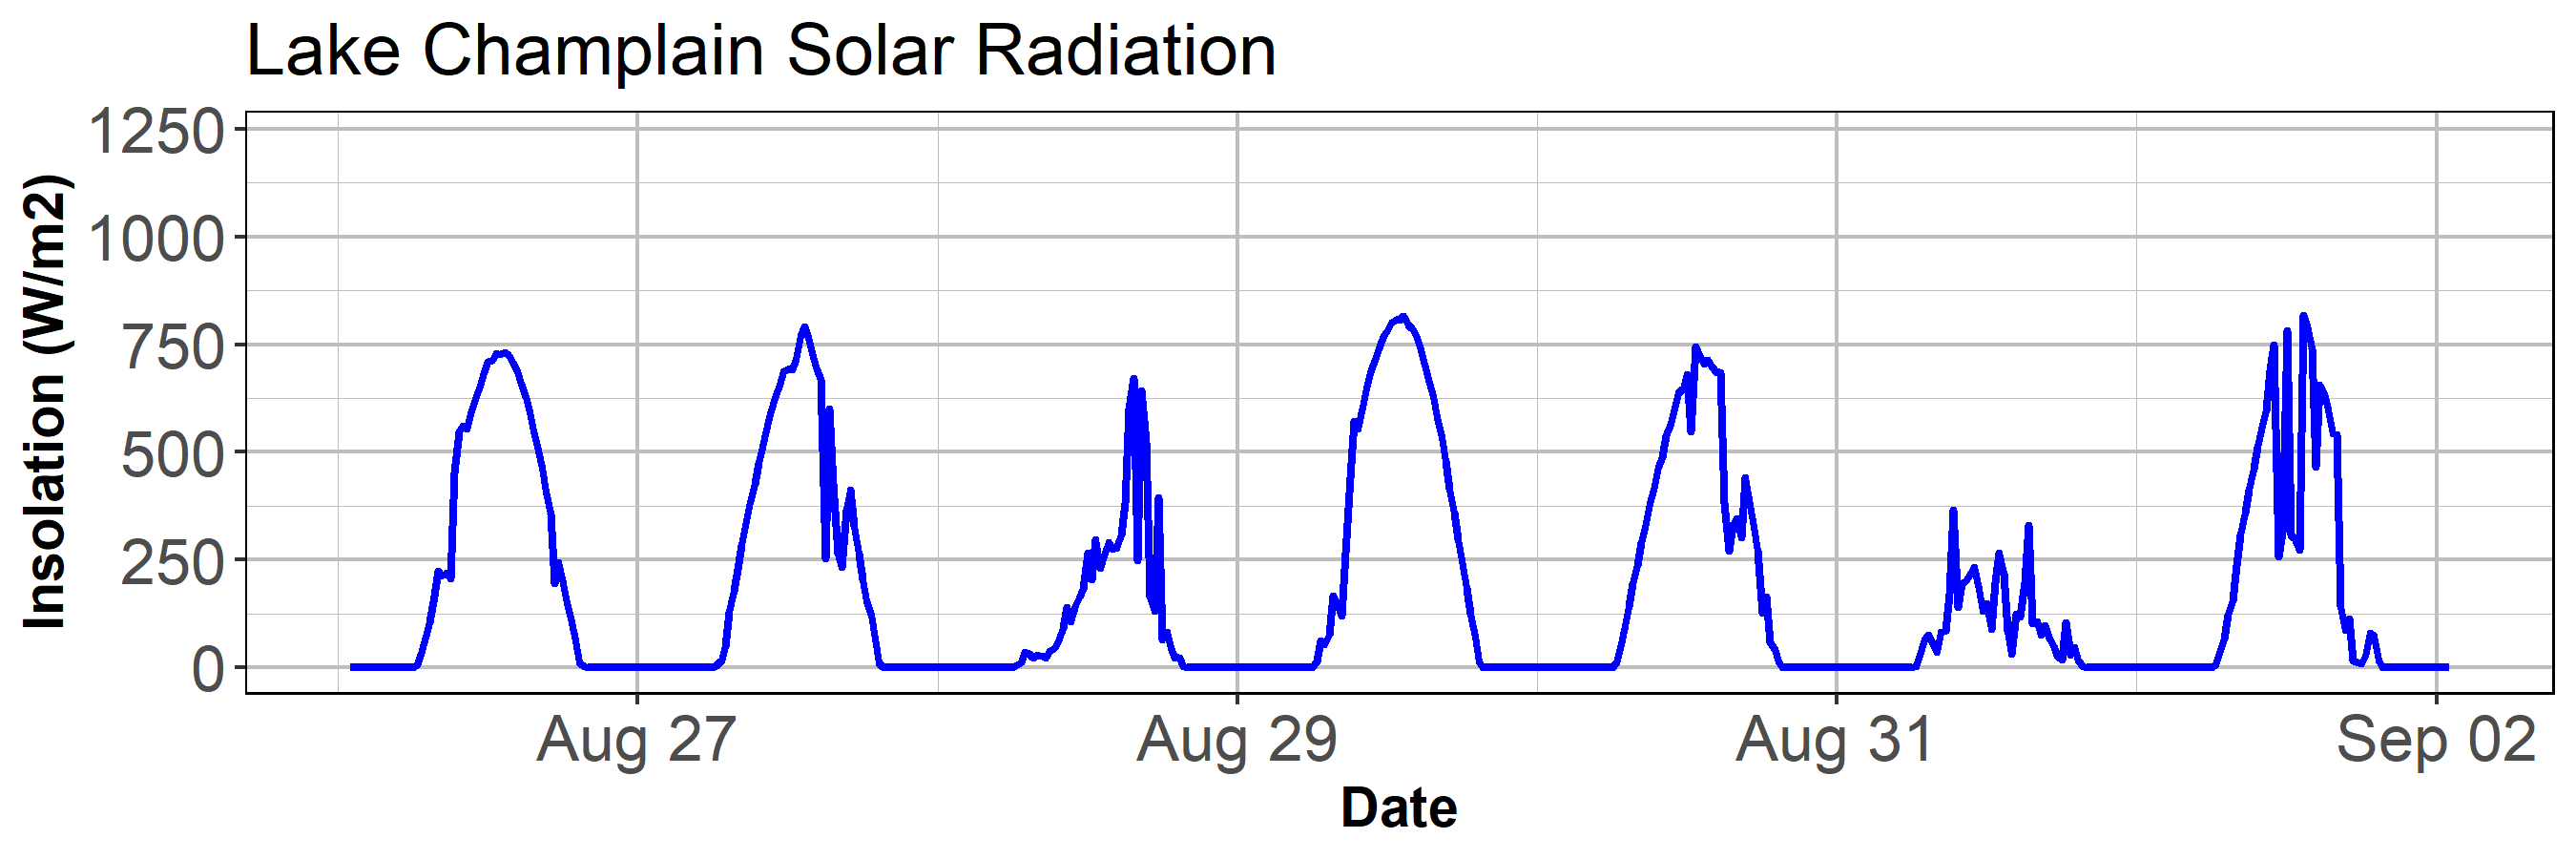 Lake Champlain Solar Radiation
Insolation (W/m2)
1250
1000
750
500
250
0
Aug 27 Aug 29 Aug 31 Sep 02
Date